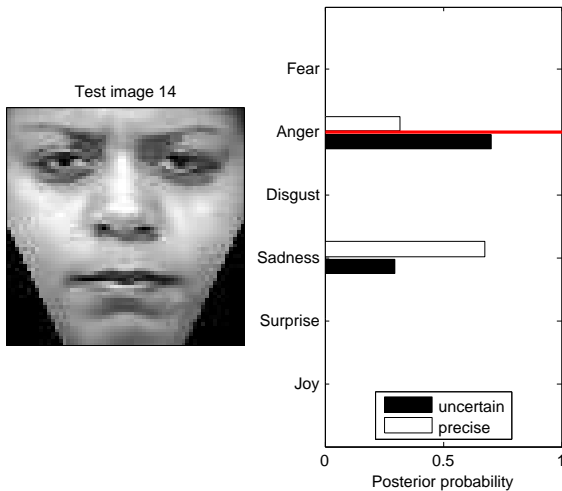 Test image 14
Fear
Anger
Disgust
Sadness
Surprise
Joy
uncertain
precise
0
0.5
1
Posterior probability